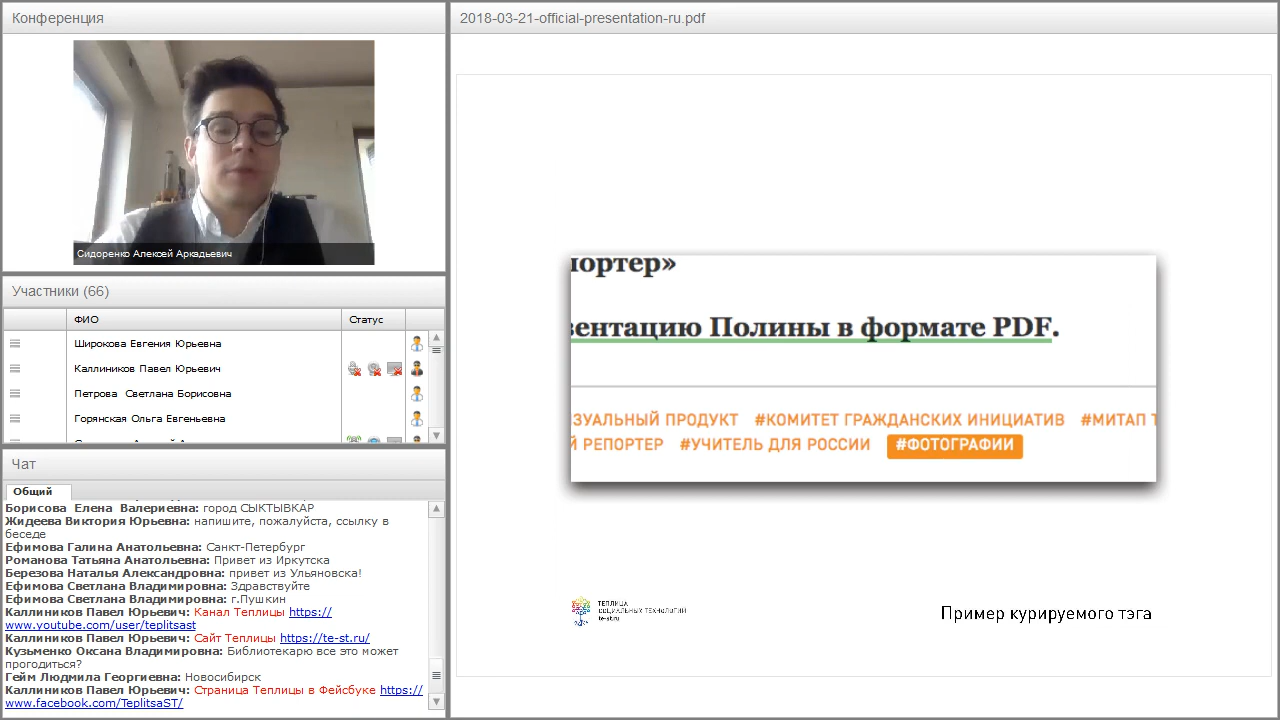 Конференция
Сидоренко Алексей Аркадьевич
Участники (66)
ФИО
Статус
Широкова Евгения Юрьевна
Каллиников Павел Юрьевич
Петрова Светлана Борисовна
Горянская Ольга Евгеньевна
Чат
Общий
Борисова Елена Валериевна: город СЫКТЫВКАР
Жидеева Виктория Юрьевна: напишите, пожалуйста, ссылку в
беседе
Ефимова Галина Анатольевна: Санкт-Петербург
Романова Татьяна Анатольевна: Привет из Иркутска
Березова Наталья Александровна: привет из Ульяновска!
Ефимова Светлана Владимировна: Здравствуйте
Ефимова Светлана Владимировна: г.Пушкин
Каллиников Павел Юрьевич: Канал Теплицы https://
www.youtube.com/user/teplitsast
Каллиников Павел Юрьевич: Сайт Теплицы https://te-st.ru/
Кузьменко Оксана Владимировна: Библиотекарю все это может
прогодиться?
Гейм Людмила Георгиевна: Новосибирск
Каллиников Павел Юрьевич: Страница Теплицы в Фейсбуке https://
www.facebook.com/TeplitsaST/
2018-03-21-official-presentation-ru.pdf
портер»
зентацию Полины в формате PDF.
ЗУАЛЬНЫЙ ПРОДУКТ #КОМИТЕТ ГРАЖДАНСКИХ ИНИЦИАТИВ #МИТАП Т
Й РЕПОРТЕР #УЧИТЕЛЬ ДЛЯ РОССИИ #ФОТОГРАФИИ
ТЕПЛИЦА
СОЦИАЛЬНЫХ ТЕХНОЛОГИЙ
te-st.ru
Пример курируемого тэга